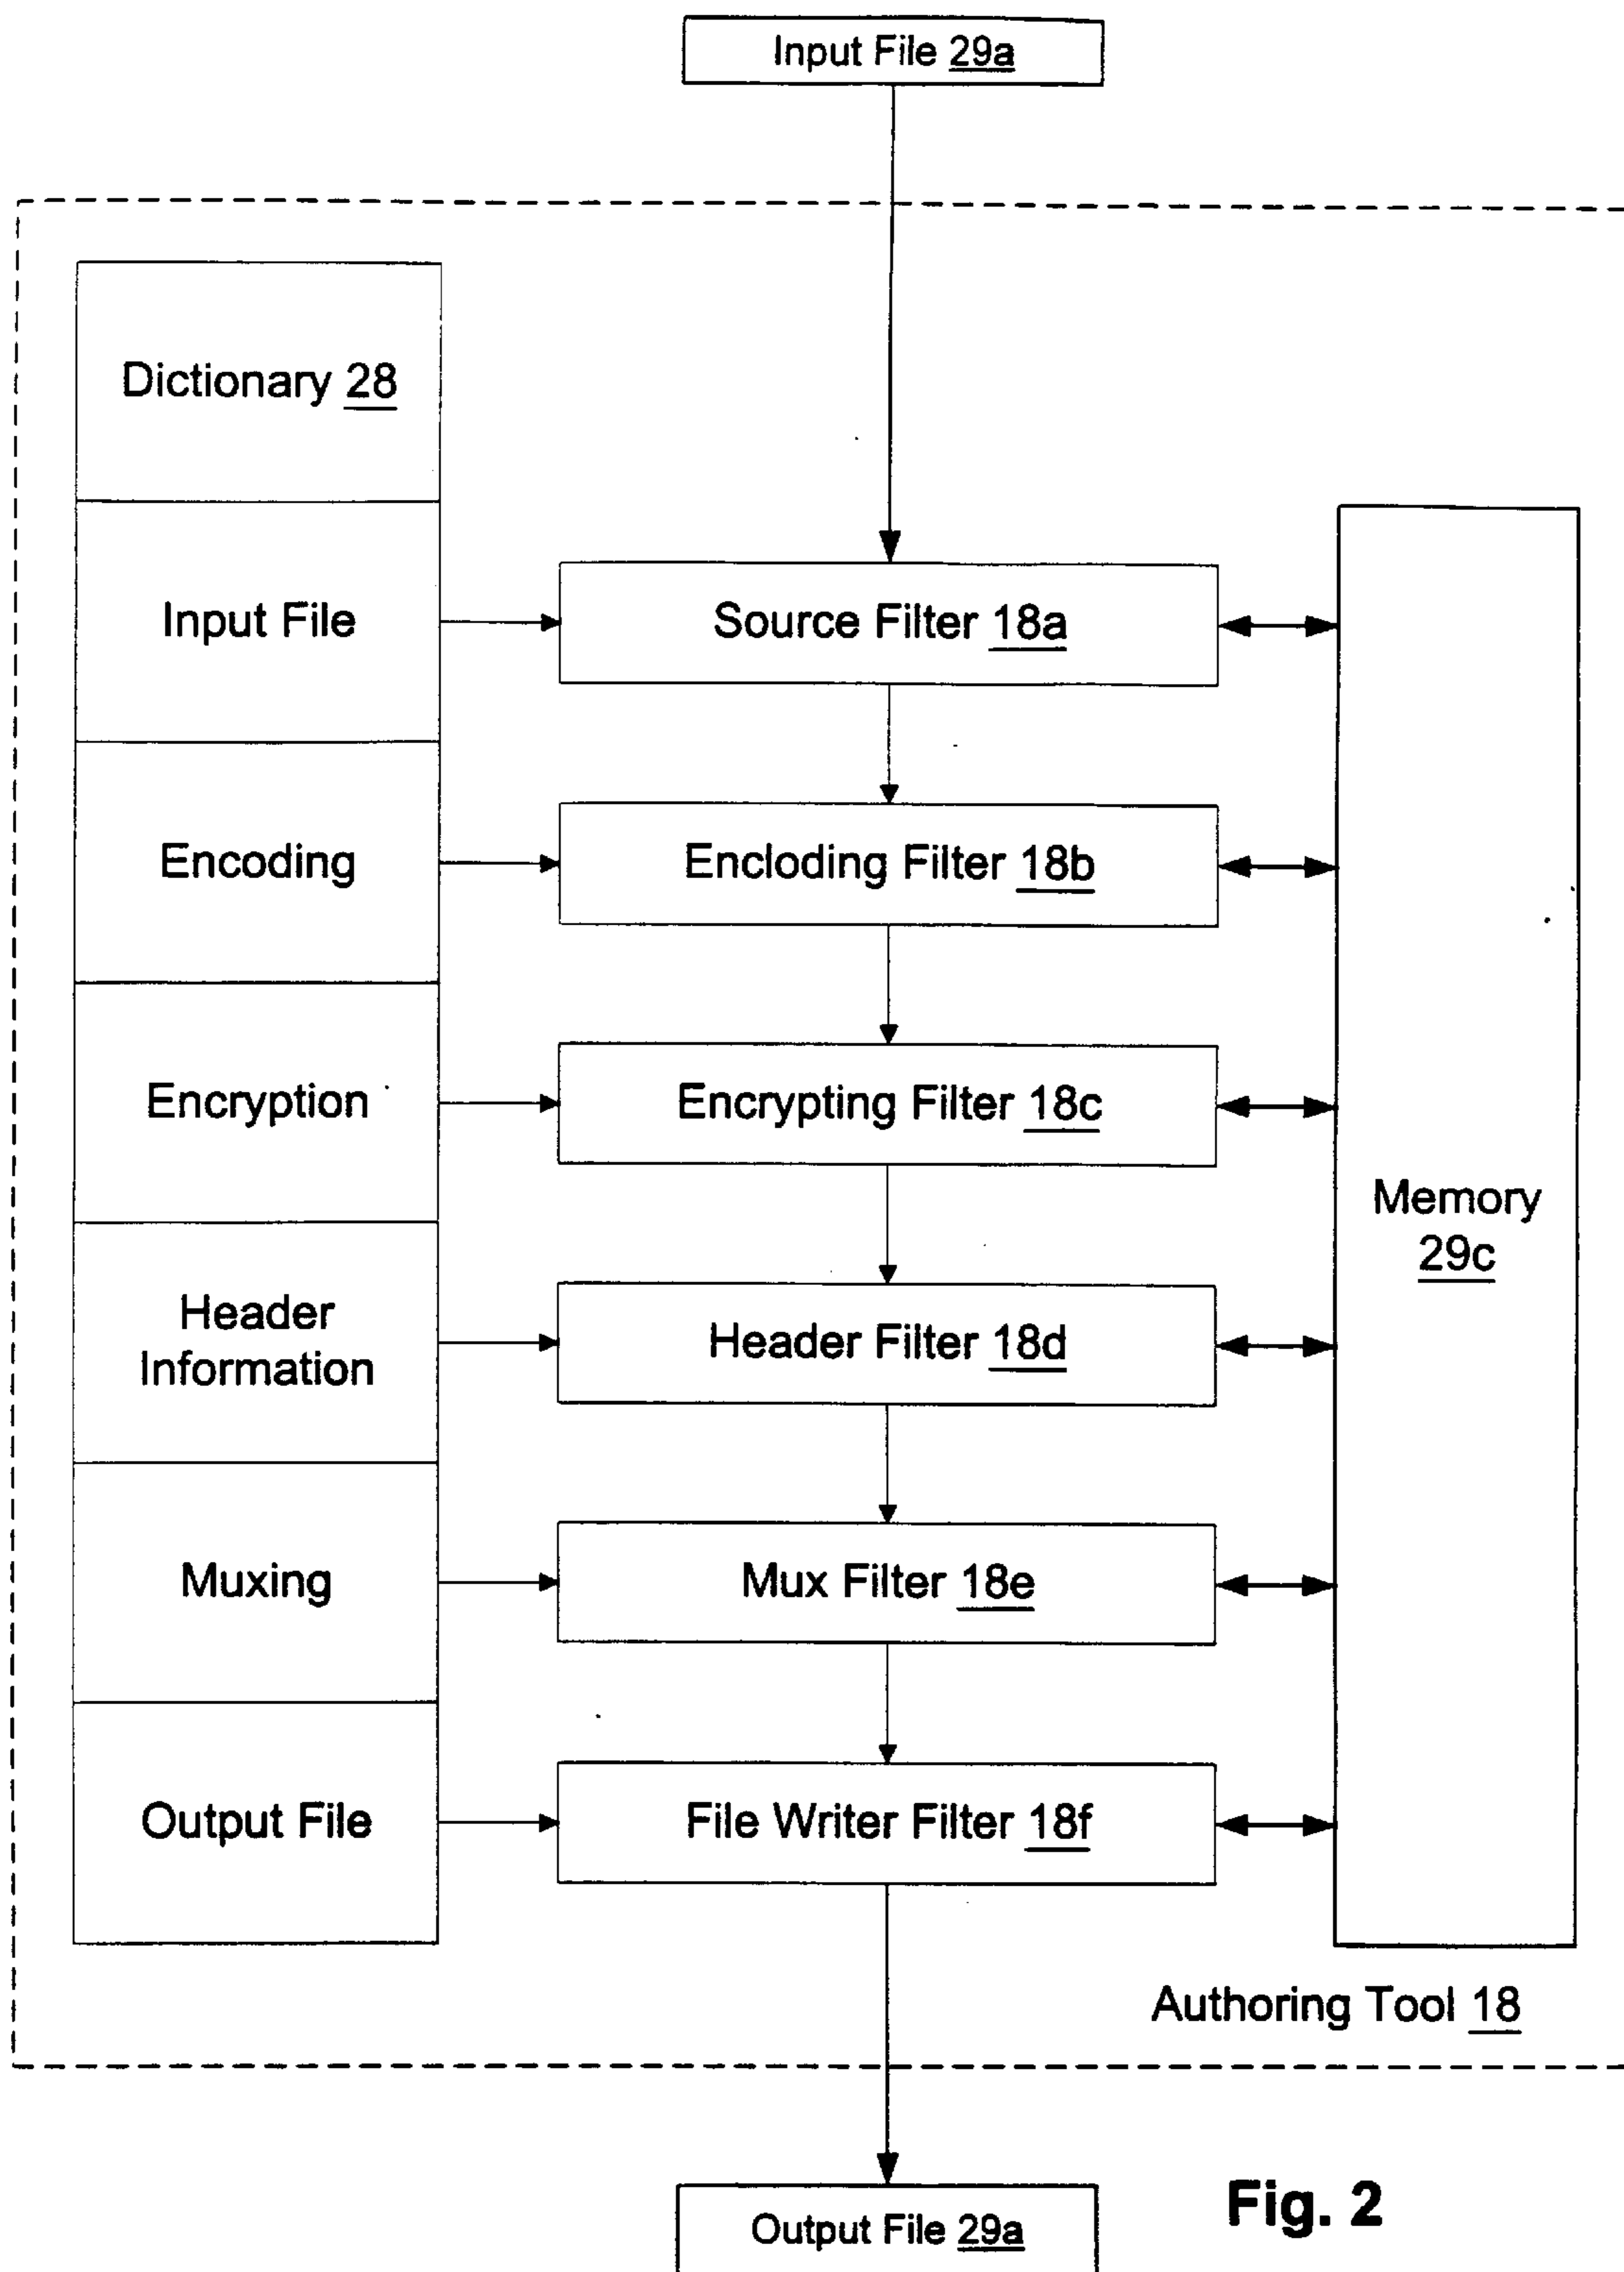 Input File 29a
Dictionary 28
Input File
Source Filter 18a
Encoding
Encloding Filter 18b
Encryption
Encrypting Filter 18c
Memory
29c
Header
Information
Header Filter 18d
Muxing
Mux Filter 18e
Output File
File Writer Filter 18f
Authoring Tool 18
Output File 29a
Fig. 2